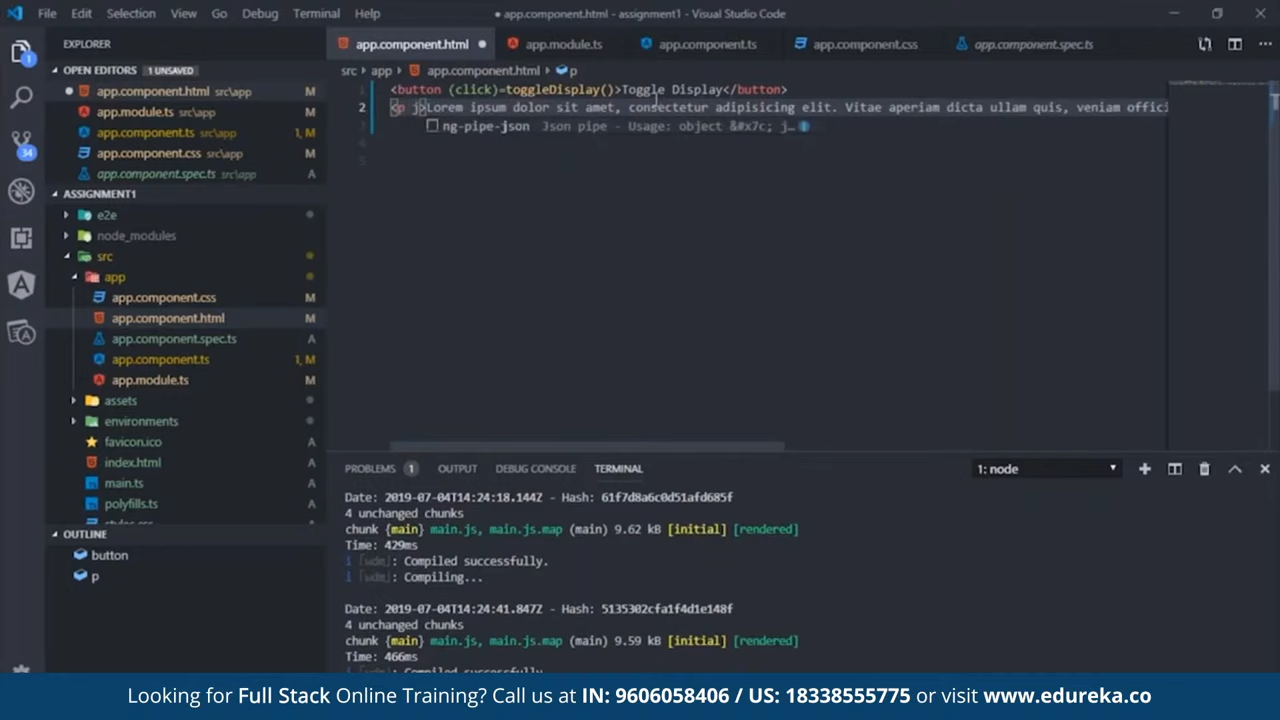 File Edit Selection View Go Debug Terminal Help
● app.component.html - assignment1 - Visual Studio Code
EXPLORER
app.component.html app.module.ts app.component.ts app.component.css app.component.spec.ts
OPEN EDITORS 1 UNSAVED
app.component.html src\app M
app.module.ts src\app M
app.component.ts src\app 1, M
app.component.css src\app M
app.component.spec.ts src\app A
ASSIGNMENT1
e2e
node_modules
src
app
app.component.css M
app.component.html M
app.component.spec.ts A
app.component.ts 1, M
app.module.ts M
assets
environments
favicon.ico A
index.html A
main.ts A
polyfills.ts A
styles.css
OUTLINE
button
p
1
34
src > app > app.component.html > p
1 <button (click)=toggleDisplay()>Toggle Display</button>
2 <p j>Lorem ipsum dolor sit amet, consectetur adipisicing elit. Vitae aperiam dicta ullam quis, veniam offici
ng-pipe-json Json pipe - Usage: object &#x7c; j…
4
5
PROBLEMS 1 OUTPUT DEBUG CONSOLE TERMINAL 1: node
Date: 2019-07-04T14:24:18.144Z - Hash: 61f7d8a6c0d51afd685f
4 unchanged chunks
chunk {main} main.js, main.js.map (main) 9.62 kB [initial] [rendered]
Time: 429ms
i ｢wdm｣: Compiled successfully.
i ｢wdm｣: Compiling...
Date: 2019-07-04T14:24:41.847Z - Hash: 5135302cfa1f4d1e148f
4 unchanged chunks
chunk {main} main.js, main.js.map (main) 9.59 kB [initial] [rendered]
Time: 466ms
i ｢wdm｣: Compiled successfully.
Looking for Full Stack Online Training? Call us at IN: 9606058406 / US: 18338555775 or visit www.edureka.co